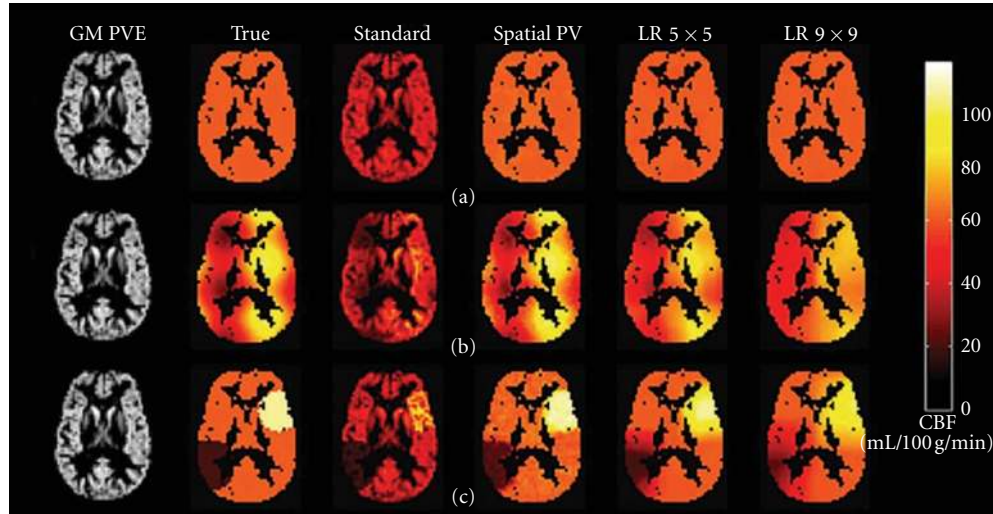 GM PVE True Standard Spatial PV LR 5 × 5 LR 9 × 9
(a)
(b)
(c)
100
80
60
40
20
0
CBF
(mL/100 g/min)